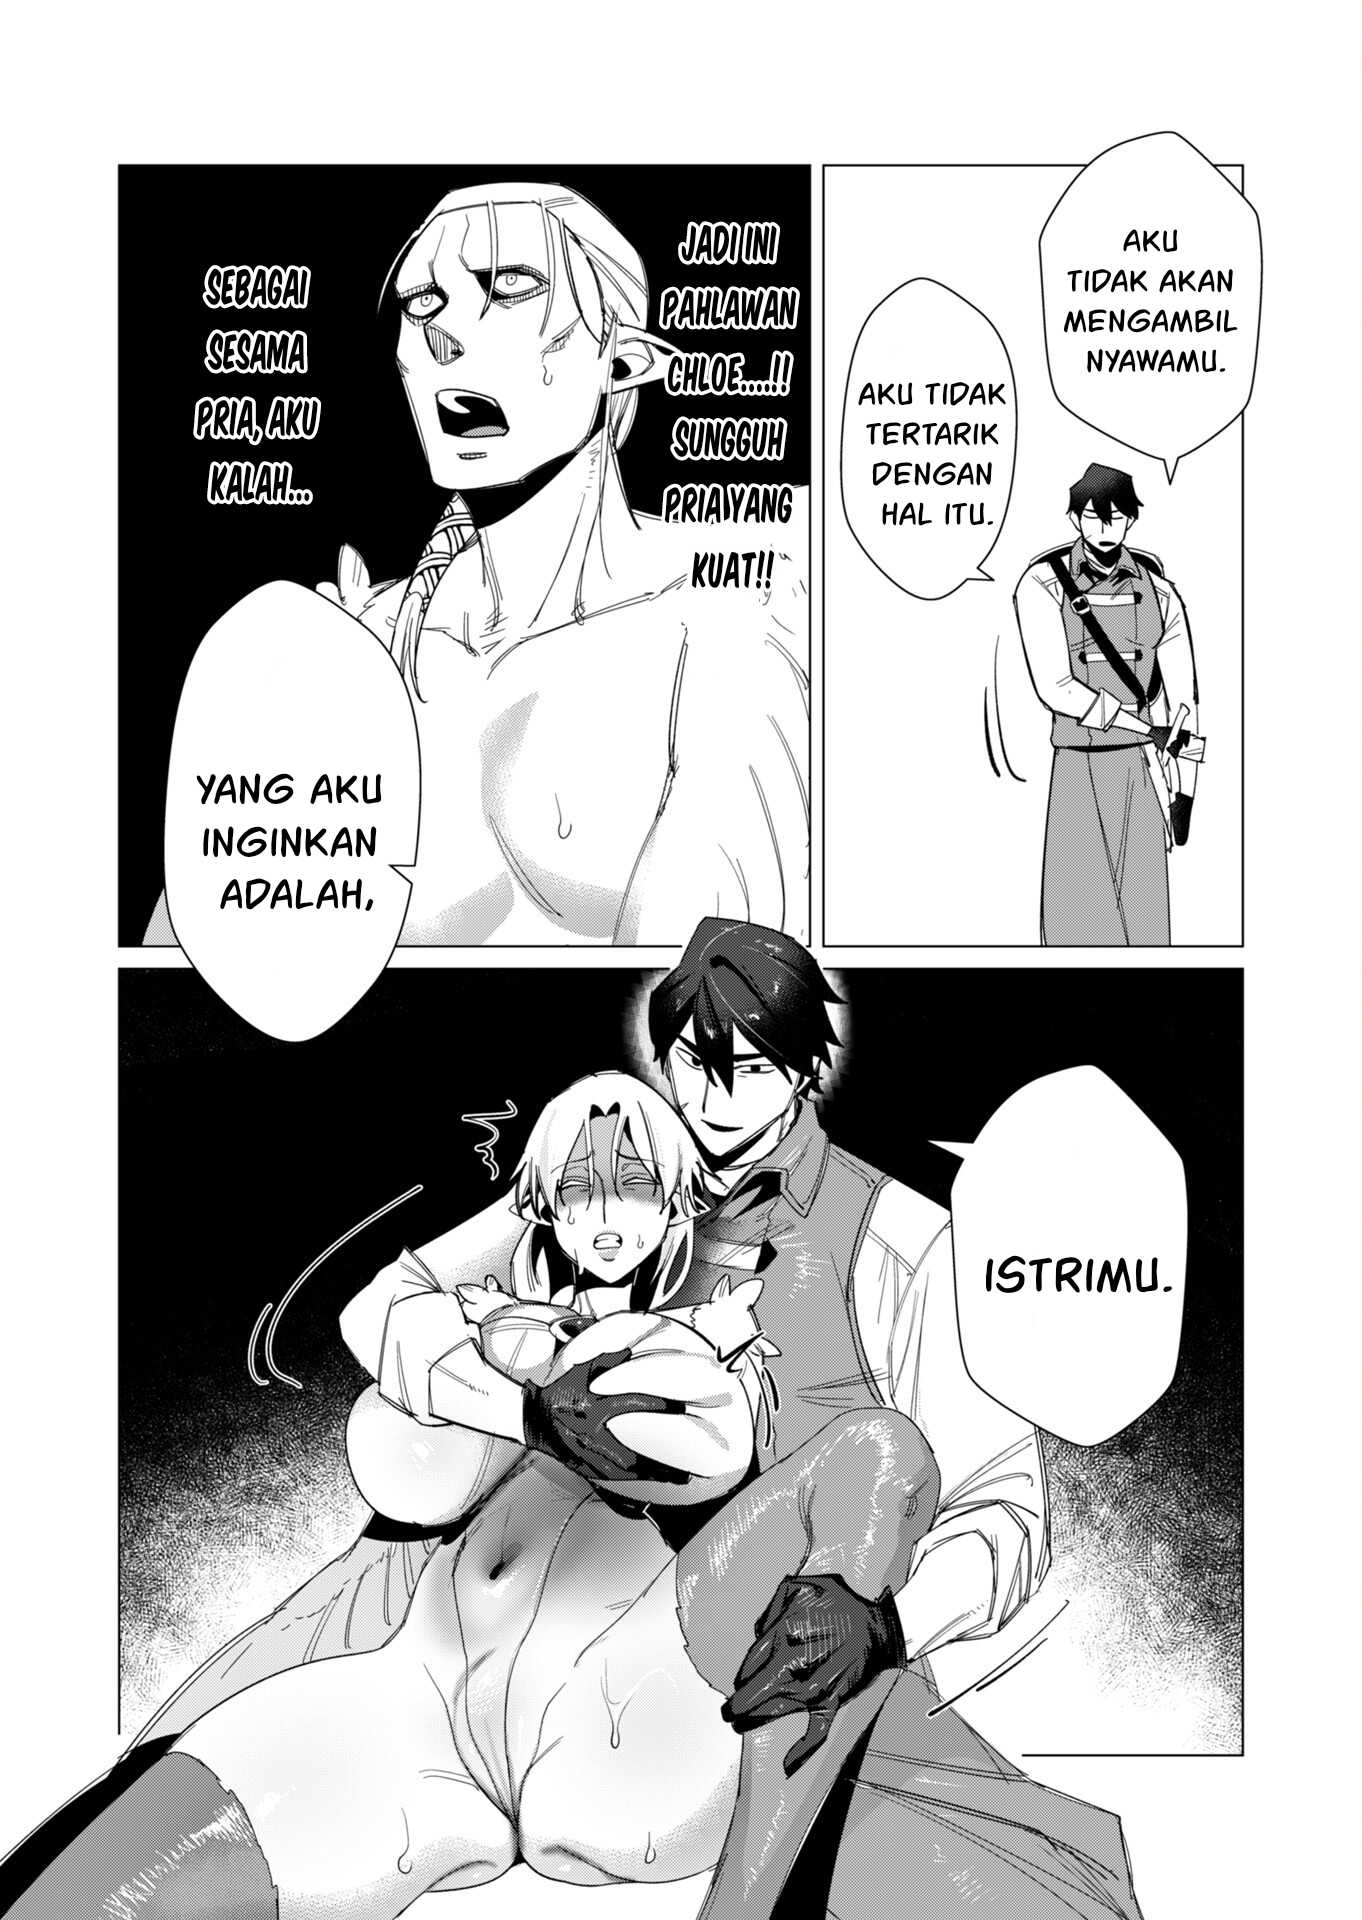 AKU
TIDAK AKAN
MENGAMBIL
NYAWAMU.
AKU TIDAK
TERTARIK
DENGAN
HAL ITU.
JADI INI
PAHLAWAN
CHLOE....!!
SUNGGUH
PRIA YANG
KUAT!!
SEBAGAI
SESAMA
PRIA, AKU
KALAH...
YANG AKU
INGINKAN
ADALAH,
ISTRIMU.